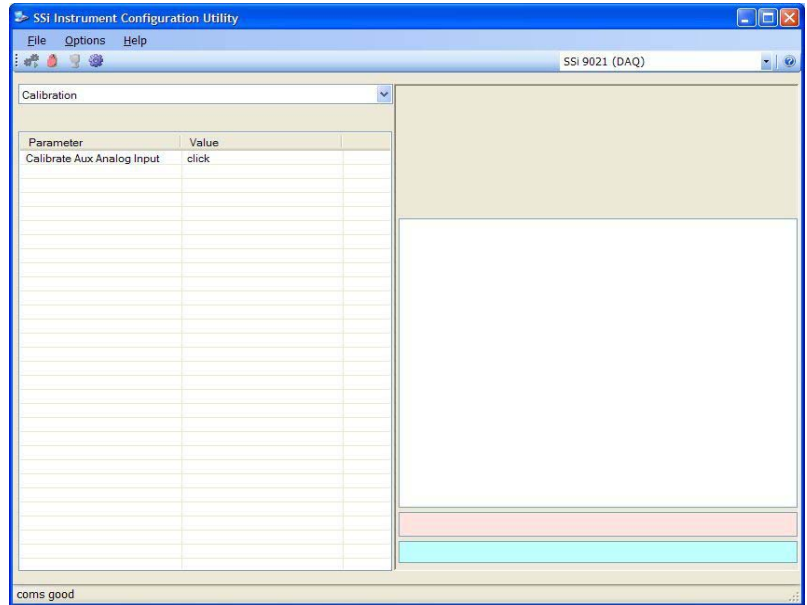 SSi Instrument Configuration Utility
File Options Help
SSi 9021 (DAQ)
Calibration
Parameter Value
Calibrate Aux Analog Input click
coms good